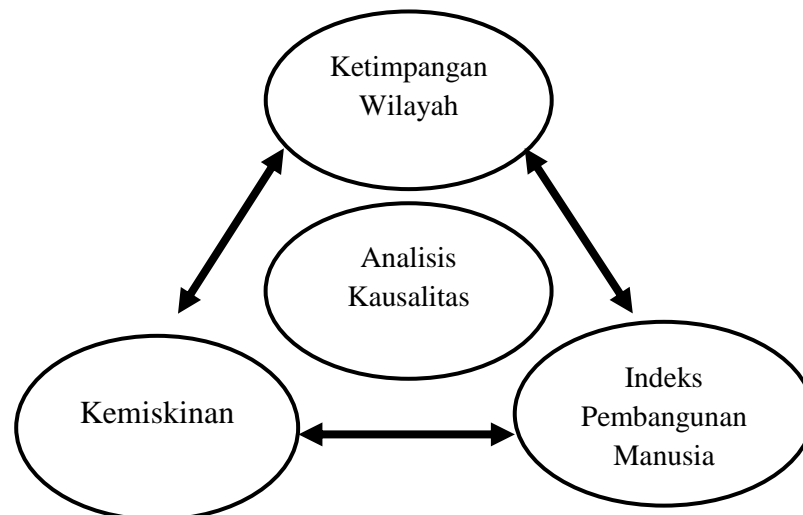 Ketimpangan
Wilayah
Analisis
Kausalitas
Kemiskinan
Indeks
Pembangunan
Manusia